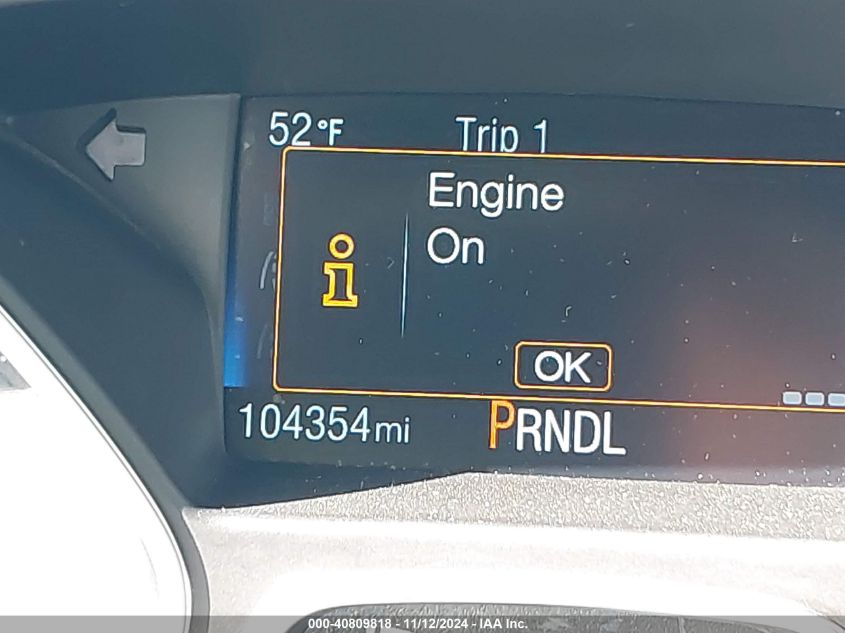 52°F Trip 1
Engine
On
i
OK
104354mi PRNDL
000-40809818 - 11/12/2024 - IAA, Inc.